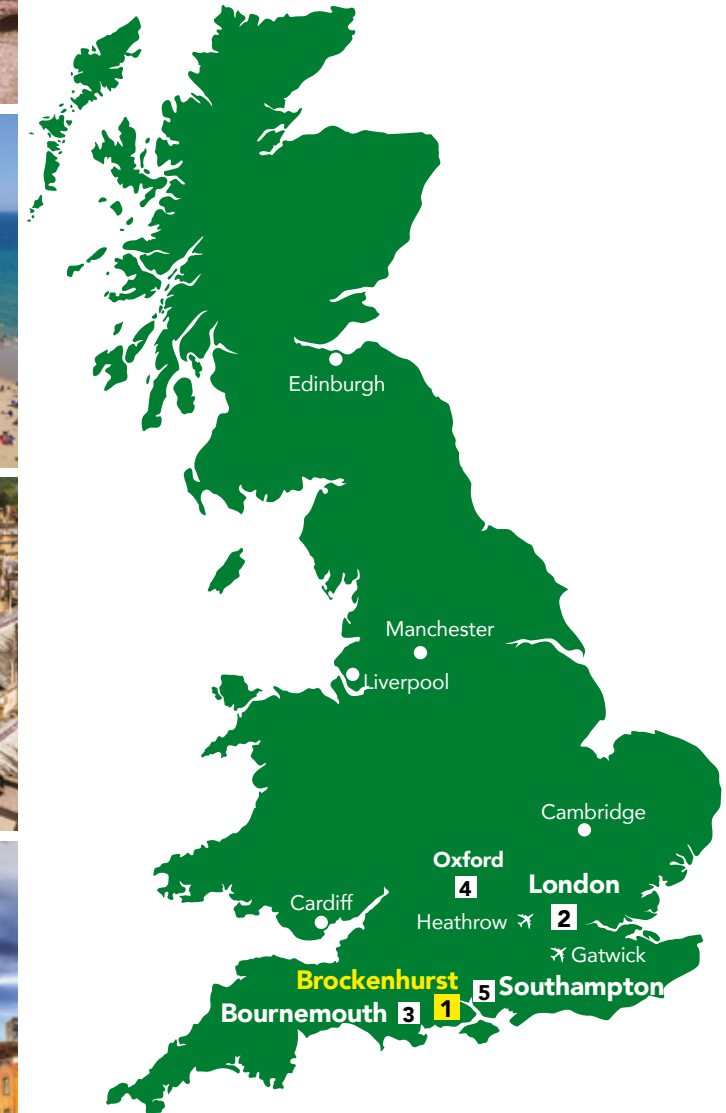 Edinburgh
Manchester
Liverpool
Cambridge
Oxford
4
London
Cardiff
Heathrow
2
Gatwick
Brockenhurst
1
5
Southampton
Bournemouth
3